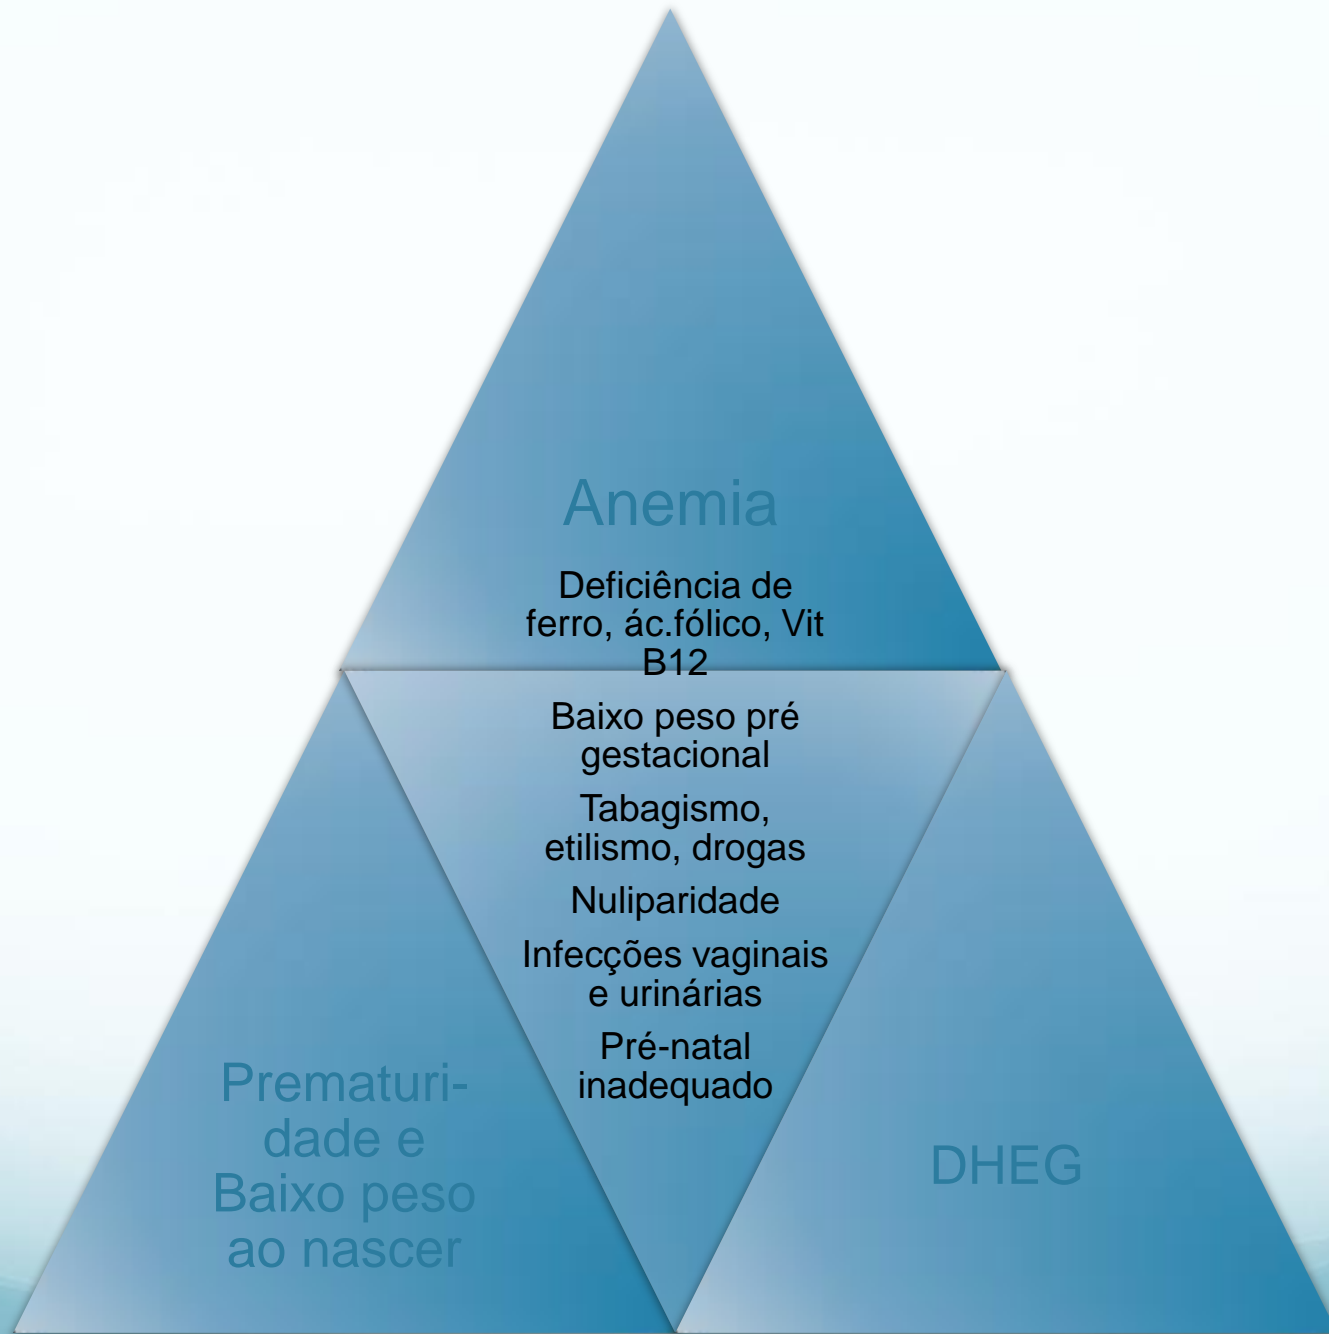 Anemia
Deficiência de
ferro, ác.fólico, Vit
B12
Baixo peso pré
gestacional
Tabagismo,
etilismo, drogas
Nuliparidade
Infecções vaginais
e urinárias
Pré-natal
inadequado
Prematuri-
dade e
Baixo peso
ao nascer
DHEG